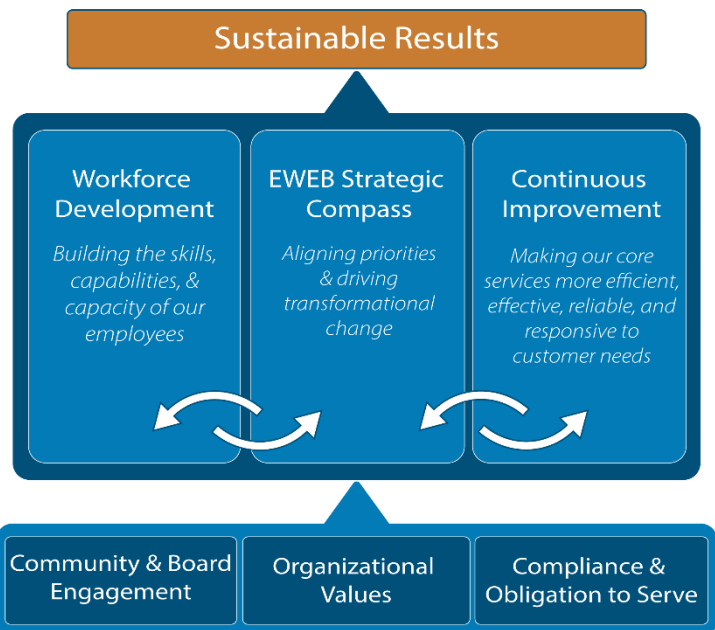 Sustainable Results
Workforce
Development
Building the skills,
capabilities, &
capacity of our
employees
EWEB Strategic
Compass
Aligning priorities
& driving
transformational
change
Continuous
Improvement
Making our core
services more efficient,
effective, reliable, and
responsive to
customer needs
Community & Board
Engagement
Organizational
Values
Compliance &
Obligation to Serve